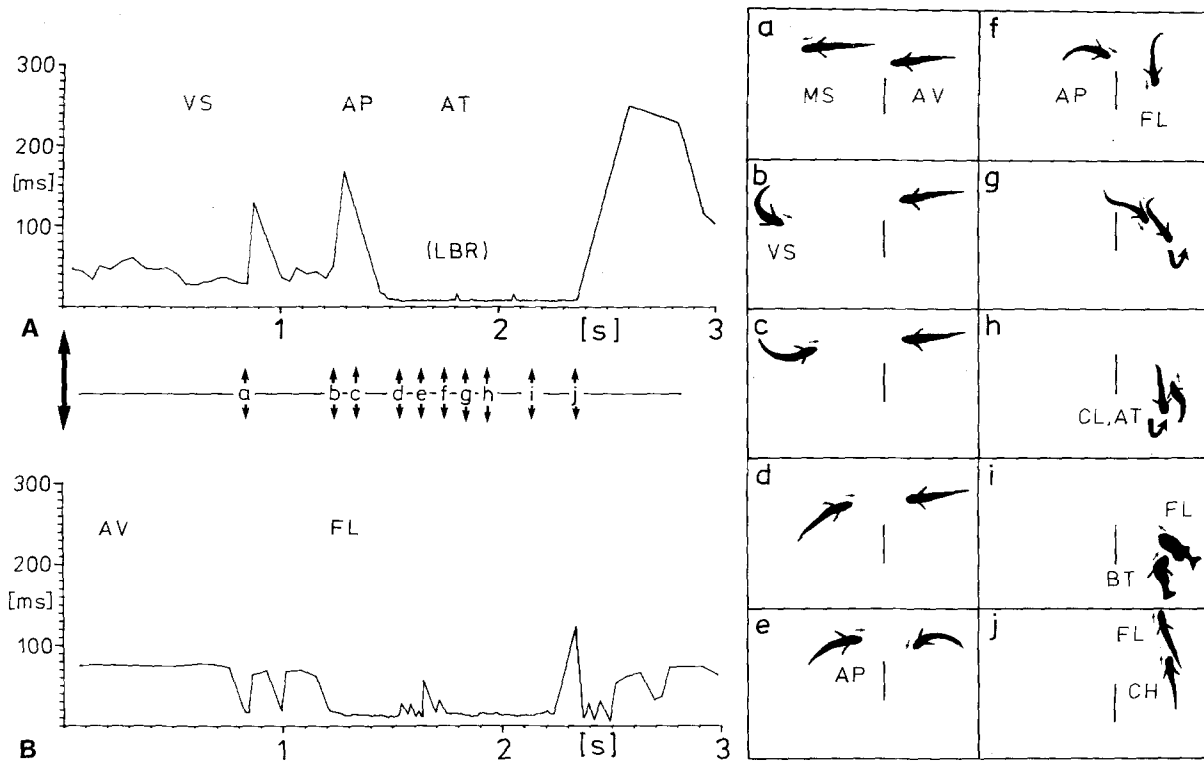 300
VS AP AT
200
[ms]
100
(LBR)
A 1 2 [s] 3
a b c d e f g h i j
300
AV FL
200
[ms]
100
B 1 2 [s] 3
a
MS AV
b
VS
c
d
e
AP
f
AP
FL
g
h
CL,AT
i
FL
BT
j
FL
CH